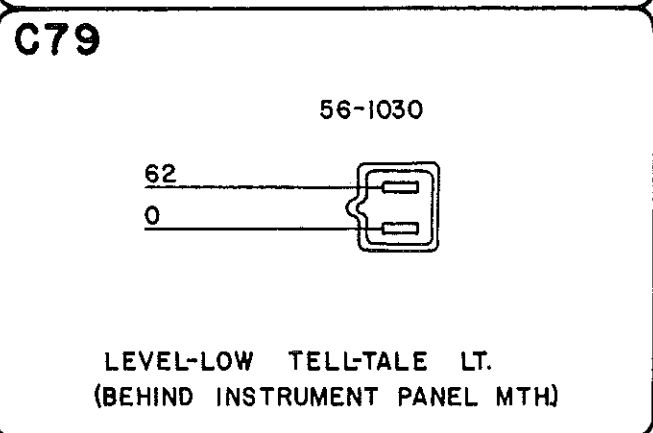 C79
56-1030
62
0
LEVEL-LOW TELL-TALE LT.
(BEHIND INSTRUMENT PANEL MTH)